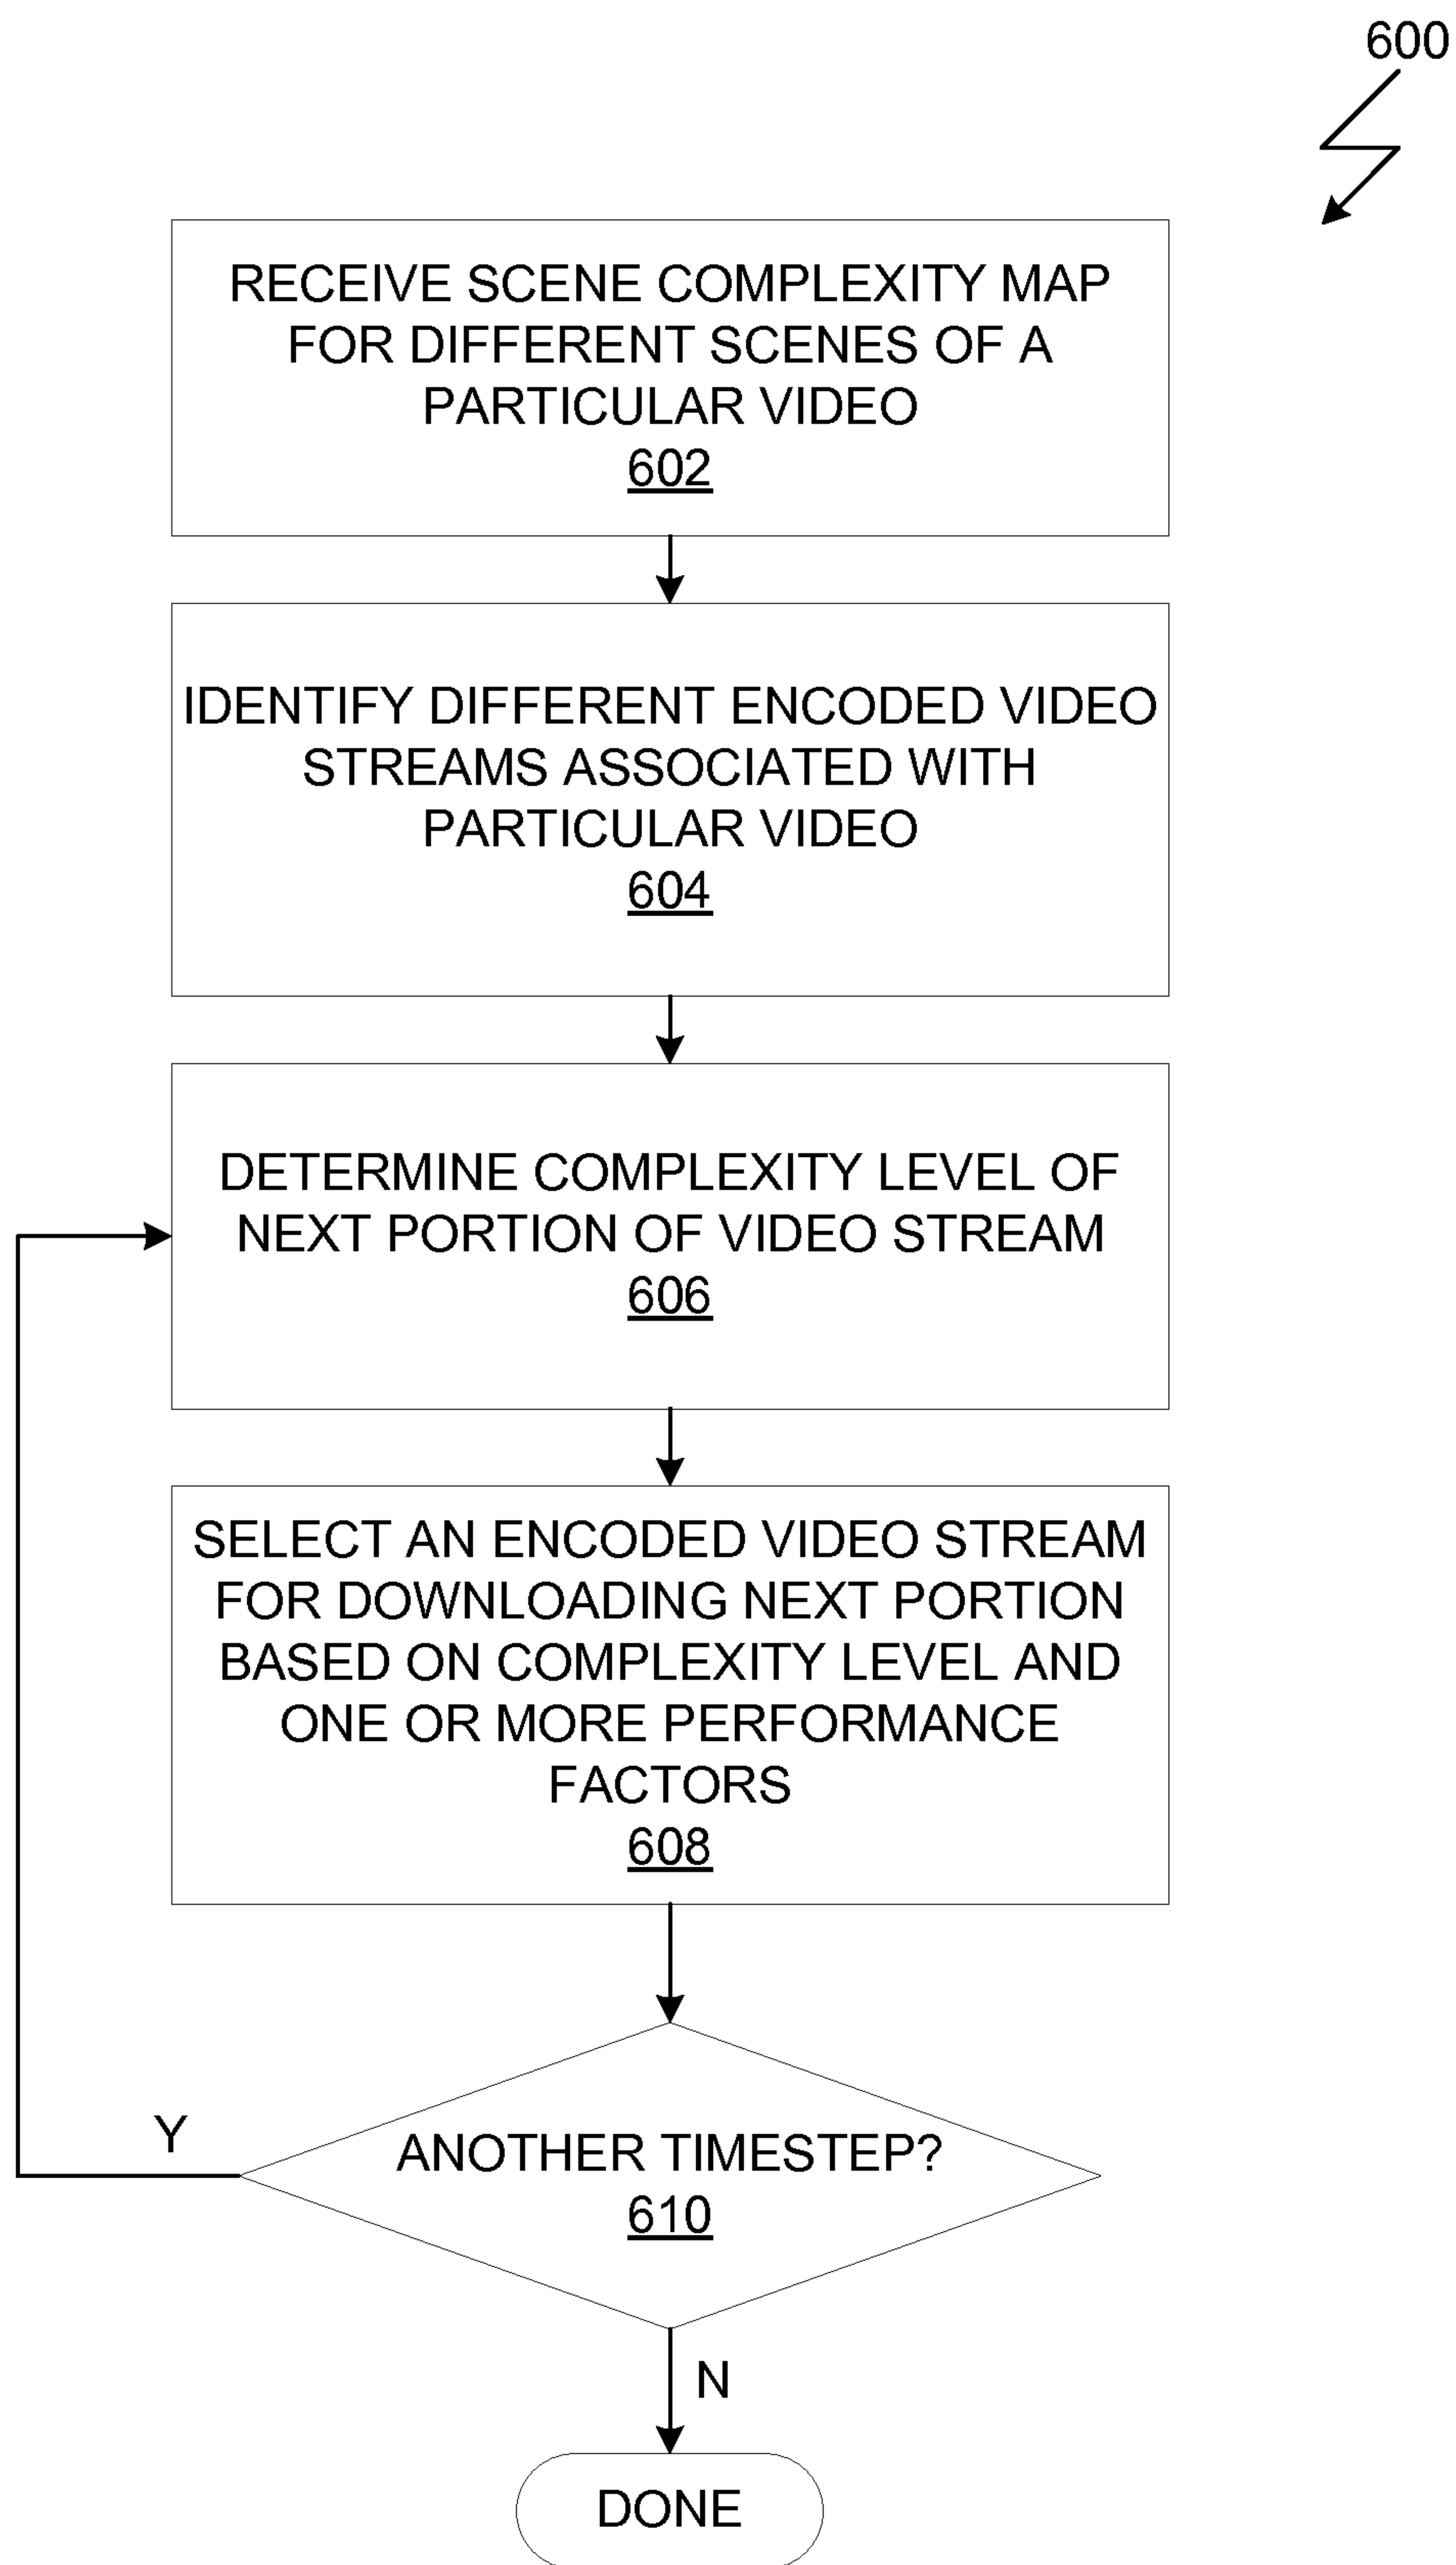 600
RECEIVE SCENE COMPLEXITY MAP
FOR DIFFERENT SCENES OF A
PARTICULAR VIDEO
602
IDENTIFY DIFFERENT ENCODED VIDEO
STREAMS ASSOCIATED WITH
PARTICULAR VIDEO
604
DETERMINE COMPLEXITY LEVEL OF
NEXT PORTION OF VIDEO STREAM
606
SELECT AN ENCODED VIDEO STREAM
FOR DOWNLOADING NEXT PORTION
BASED ON COMPLEXITY LEVEL AND
ONE OR MORE PERFORMANCE
FACTORS
608
Y
ANOTHER TIMESTEP?
610
N
DONE